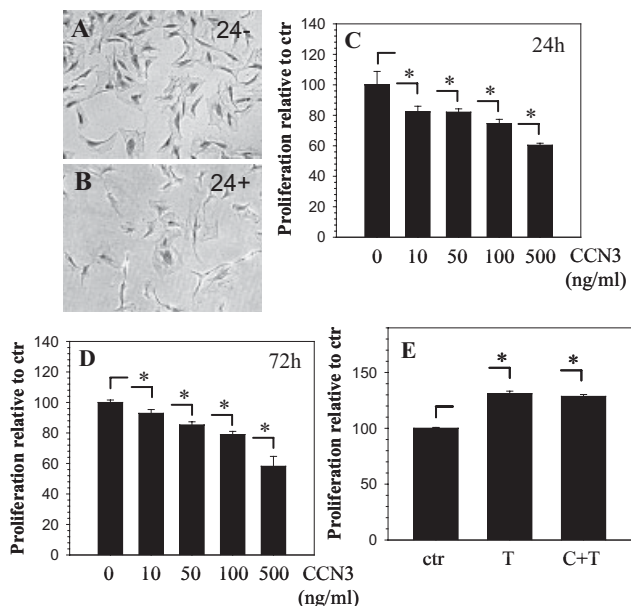 A
24-
B
24+
C
24h
Proliferation relative to ctr
140
120
100
80
60
40
20
0
*
*
*
*
0 10 50 100 500 CCN3
(ng/ml)
D
72h
Proliferation relative to ctr
140
120
100
80
60
40
20
0
*
*
*
*
0 10 50 100 500 CCN3
(ng/ml)
E
Proliferation relative to ctr
150
100
50
0
*
*
ctr T C+T